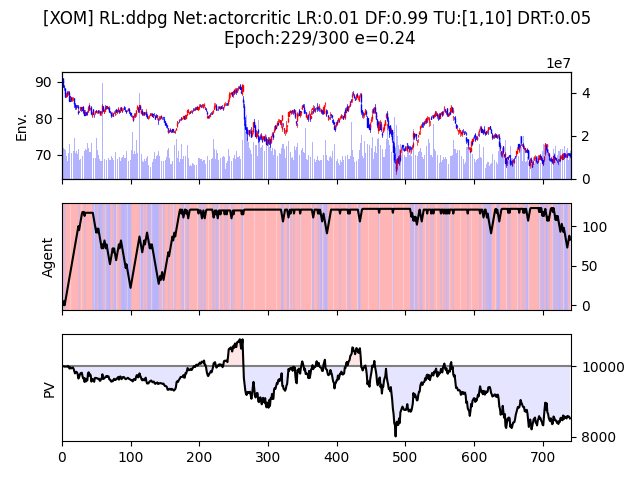 [XOM] RL:ddpg Net:actorcritic LR:0.01 DF:0.99 TU:[1,10] DRT:0.05
Epoch:229/300 e=0.24
1e7
90
80
70
Env.
4
2
0
Agent
100
50
0
PV
10000
8000
0 100 200 300 400 500 600 700